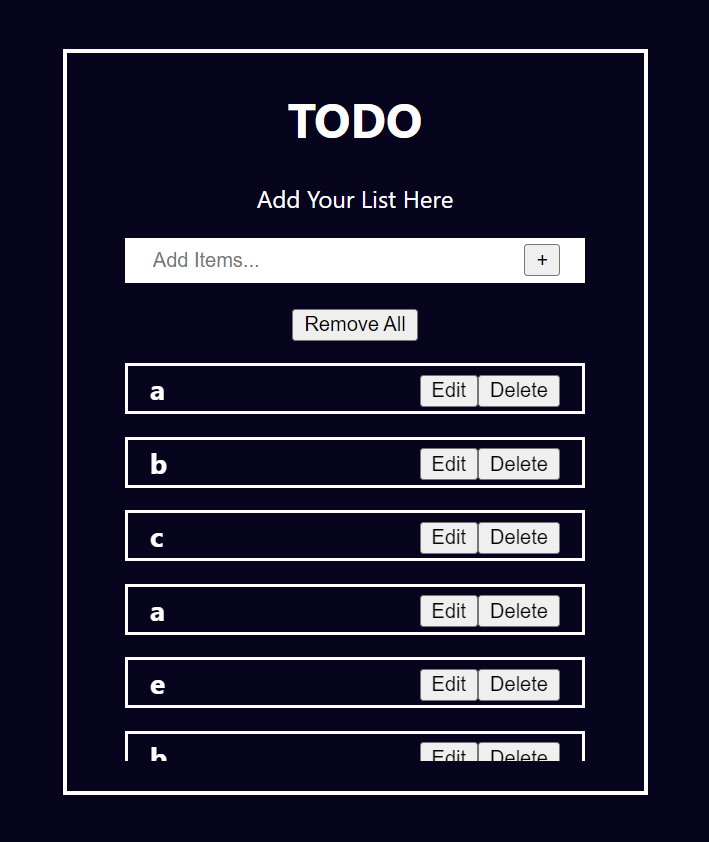 TODO
Add Your List Here
Add Items... +
Remove All
a Edit Delete
b Edit Delete
c Edit Delete
a Edit Delete
e Edit Delete
b Edit Delete